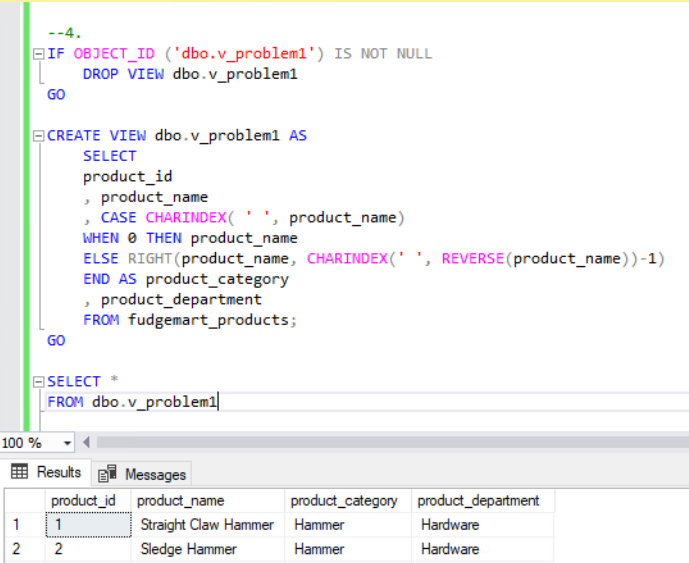 --4.
IF OBJECT_ID ('dbo.v_problem1') IS NOT NULL
DROP VIEW dbo.v_problem1
GO
CREATE VIEW dbo.v_problem1 AS
SELECT
product_id
, product_name
, CASE CHARINDEX( ' ', product_name)
WHEN 0 THEN product_name
ELSE RIGHT(product_name, CHARINDEX(' ', REVERSE(product_name))-1)
END AS product_category
, product_department
FROM fudgemart_products;
GO
SELECT *
FROM dbo.v_problem1
100 %
Results Messages
product_id product_name product_category product_department
1 1 Straight Claw Hammer Hammer Hardware
2 2 Sledge Hammer Hammer Hardware